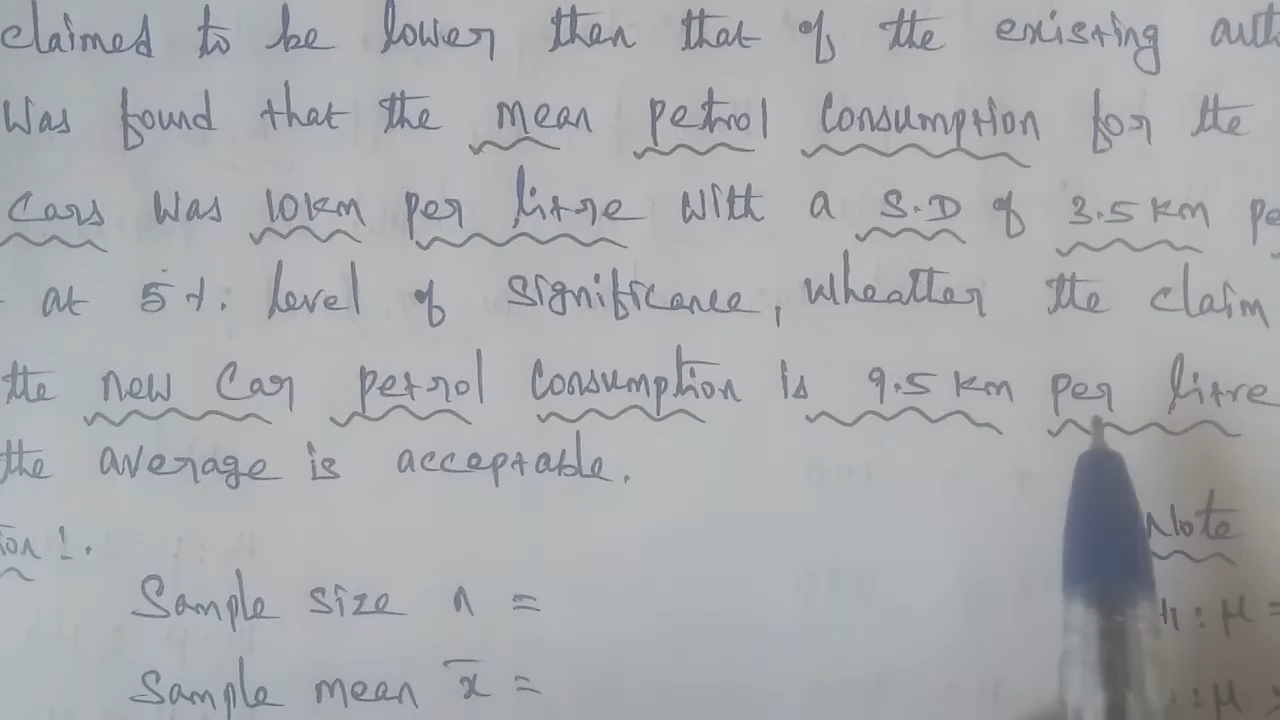 claimed to be lower then that of the existing
Was found that the mean petrol Consumption for the
Cars was 10km per litre with a S.D of 3.5 km
at 5%. level of significance, wheatter the claim
the new Car petrol Consumption is 9.5 km per litre
the average is acceptable.
Note
Sample size n =
: μ =
Sample mean x̄ =
: μ